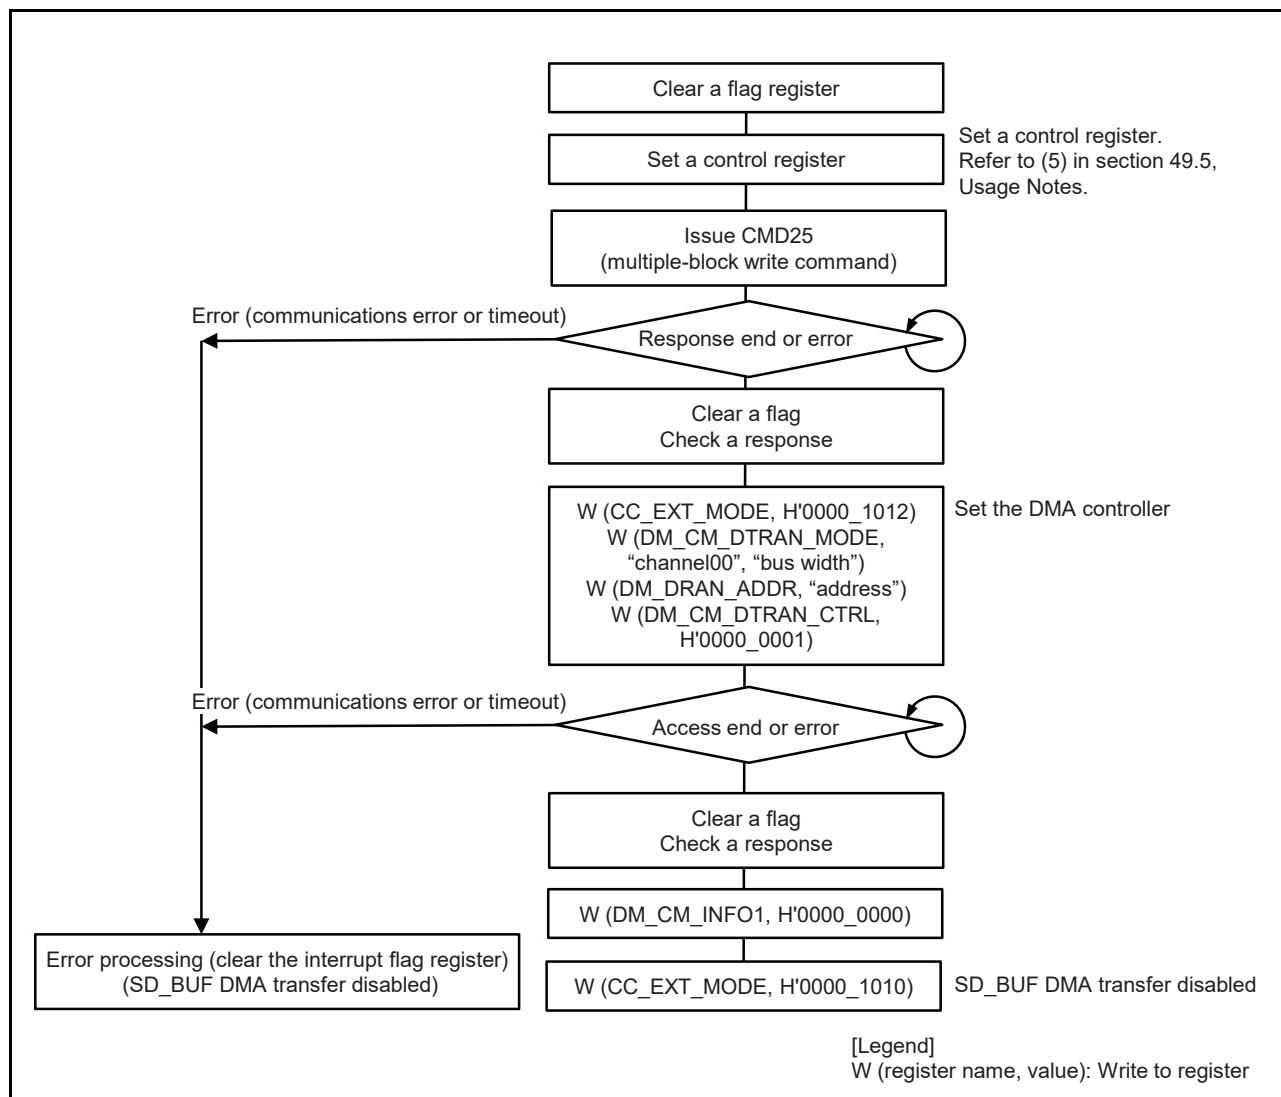 Clear a flag register
Set a control register
Set a control register.
Refer to (5) in section 49.5,
Usage Notes.
Issue CMD25
(multiple-block write command)
Error (communications error or timeout)
Response end or error
Clear a flag
Check a response
W (CC_EXT_MODE, H'0000_1012)
W (DM_CM_DTRAN_MODE,
“channel00”, “bus width”)
W (DM_DRAN_ADDR, “address”)
W (DM_CM_DTRAN_CTRL,
H'0000_0001)
Set the DMA controller
Error (communications error or timeout)
Access end or error
Clear a flag
Check a response
W (DM_CM_INFO1, H'0000_0000)
Error processing (clear the interrupt flag register)
(SD_BUF DMA transfer disabled)
W (CC_EXT_MODE, H'0000_1010)
SD_BUF DMA transfer disabled
[Legend]
W (register name, value): Write to register